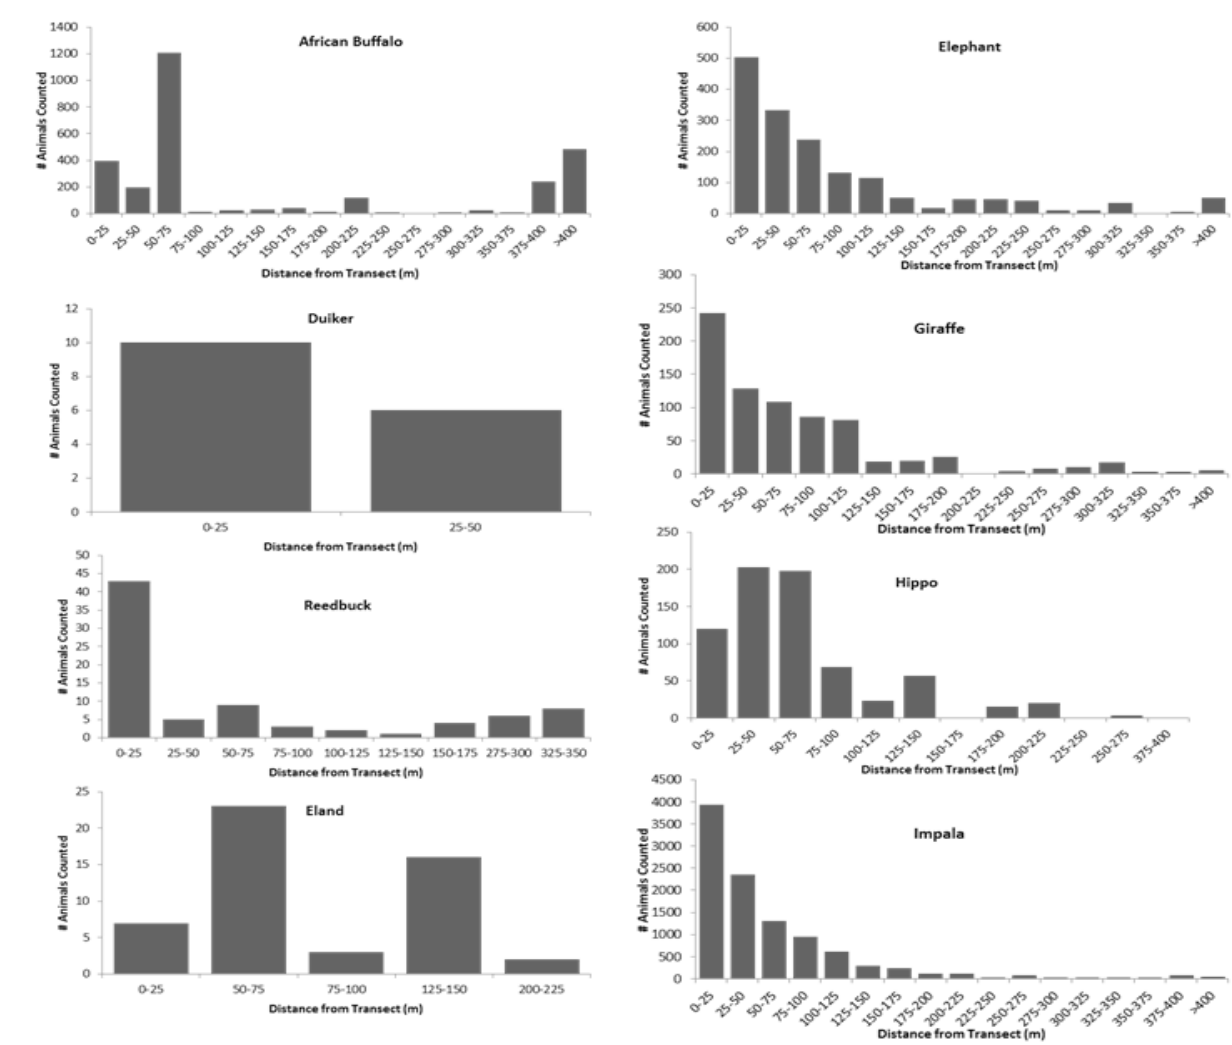 African Buffalo
# Animals Counted
1400
1200
1000
800
600
400
200
0
0-25 25-50 50-75 75-100 100-125 125-150 150-175 175-200 200-225 225-250 250-275 275-300 300-325 350-375 375-400 >400
Distance from Transect (m)
Elephant
# Animals Counted
600
500
400
300
200
100
0
0-25 25-50 50-75 75-100 100-125 125-150 150-175 175-200 200-225 225-250 250-275 275-300 300-325 325-350 350-375 >400
Distance from Transect (m)
Duiker
# Animals Counted
12
10
8
6
4
2
0
0-25 25-50
Distance from Transect (m)
Giraffe
# Animals Counted
300
250
200
150
100
50
0
0-25 25-50 50-75 75-100 100-125 125-150 150-175 175-200 200-225 225-250 250-275 275-300 300-325 325-350 350-375 >400
Distance from Transect (m)
Reedbuck
# Animals Counted
50
45
40
35
30
25
20
15
10
5
0
0-25 25-50 50-75 75-100 100-125 125-150 150-175 275-300 325-350
Distance from Transect (m)
Hippo
# Animals Counted
250
200
150
100
50
0
0-25 25-50 50-75 75-100 100-125 125-150 150-175 175-200 200-225 225-250 250-275 375-400
Distance from Transect (m)
Eland
# Animals Counted
25
20
15
10
5
0
0-25 50-75 75-100 125-150 200-225
Distance from Transect (m)
Impala
# Animals Counted
4500
4000
3500
3000
2500
2000
1500
1000
500
0
0-25 25-50 50-75 75-100 100-125 125-150 150-175 175-200 200-225 225-250 250-275 275-300 300-325 325-350 350-375 375-400 >400
Distance from Transect (m)